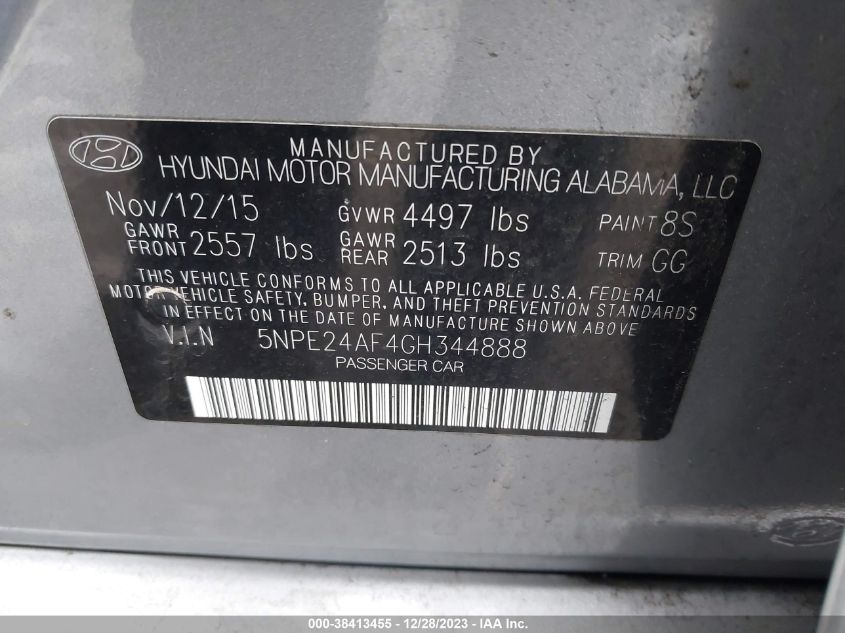 MANUFACTURED BY
HYUNDAI MOTOR MANUFACTURING ALABAMA, LLC
Nov/12/15 GVWR 4497 lbs PAINT 8S
GAWR FRONT 2557 lbs GAWR REAR 2513 lbs TRIM GG
THIS VEHICLE CONFORMS TO ALL APPLICABLE U.S.A. FEDERAL
MOTOR VEHICLE SAFETY, BUMPER, AND THEFT PREVENTION STANDARDS
IN EFFECT ON THE DATE OF MANUFACTURE SHOWN ABOVE
V.I.N 5NPE24AF4GH344888
PASSENGER CAR
000-38413455 - 12/28/2023 - IAA Inc.